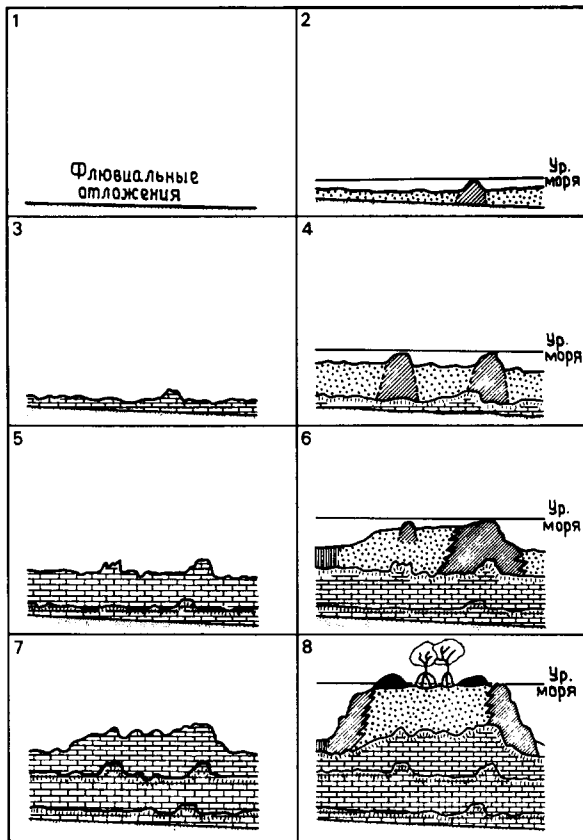 1
Флювиальные
отложения
2
Ур.
моря
3
4
Ур.
моря
5
6
Ур.
моря
7
8
Ур.
моря